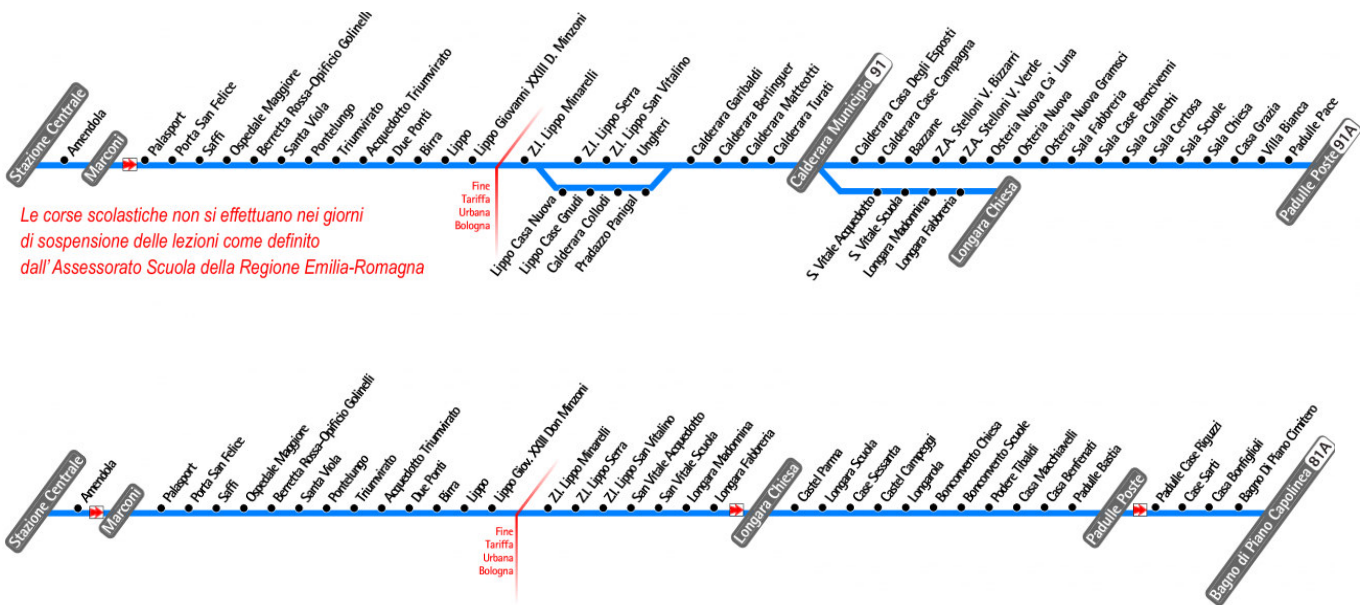 Stazione Centrale
Amendola
Marconi
Palasport
Porta San Felice
Saffi
Ospedale Maggiore
Berretta Rossa-Opificio Golinelli
Santa Viola
Pontelungo
Triumvirato
Acquedotto Triumvirato
Due Ponti
Birra
Lippo
Lippo Giovanni XXIII D. Minzoni
Fine
Tariffa
Urbana
Bologna
Z.I. Lippo Minarelli
Z.I. Lippo Serra
Z.I. Lippo San Vitalino
Ungheri
Lippo Casa Nuova
Lippo Case Gnudi
Calderara Collodi
Pradazzo Panigal
Calderara Garibaldi
Calderara Berlinguer
Calderara Matteotti
Calderara Turati
Calderara Municipio 91
Calderara Casa Degli Esposti
Calderara Case Campagna
Bazzane
Z.A. Stelloni V. Bizzarri
Z.A. Stelloni V. Verde
Osteria Nuova Ca` Luna
Osteria Nuova
Osteria Nuova Gramsci
Sala Fabbreria
Sala Case Bencivenni
Sala Calanchi
Sala Certosa
Sala Scuole
Sala Chiesa
Casa Grazia
Villa Bianca
Padulle Pace
Padulle Poste 91A
S. Vitale Acquedotto
S. Vitale Scuola
Longara Madonnina
Longara Fabbreria
Longara Chiesa
Le corse scolastiche non si effettuano nei giorni
di sospensione delle lezioni come definito
dall' Assessorato Scuola della Regione Emilia-Romagna
Stazione Centrale
Amendola
Marconi
Palasport
Porta San Felice
Saffi
Ospedale Maggiore
Berretta Rossa-Opificio Golinelli
Santa Viola
Pontelungo
Triumvirato
Acquedotto Triumvirato
Due Ponti
Birra
Lippo
Lippo Giov. XXIII Don Minzoni
Fine
Tariffa
Urbana
Bologna
Z.I. Lippo Minarelli
Z.I. Lippo Serra
Z.I. Lippo San Vitalino
San Vitale Acquedotto
San Vitale Scuola
Longara Madonnina
Longara Fabbreria
Longara Chiesa
Castel Parma
Longara Scuola
Case Sessanta
Castel Campeggi
Longarola
Bonconvento Chiesa
Bonconvento Scuole
Podere Tibaldi
Casa Macchiavelli
Casa Benfenati
Padulle Bastia
Padulle Poste
Padulle Case Riguzzi
Case Sarti
Casa Bonfiglioli
Bagno Di Piano Cimitero
Bagno di Piano Capolinea 81A